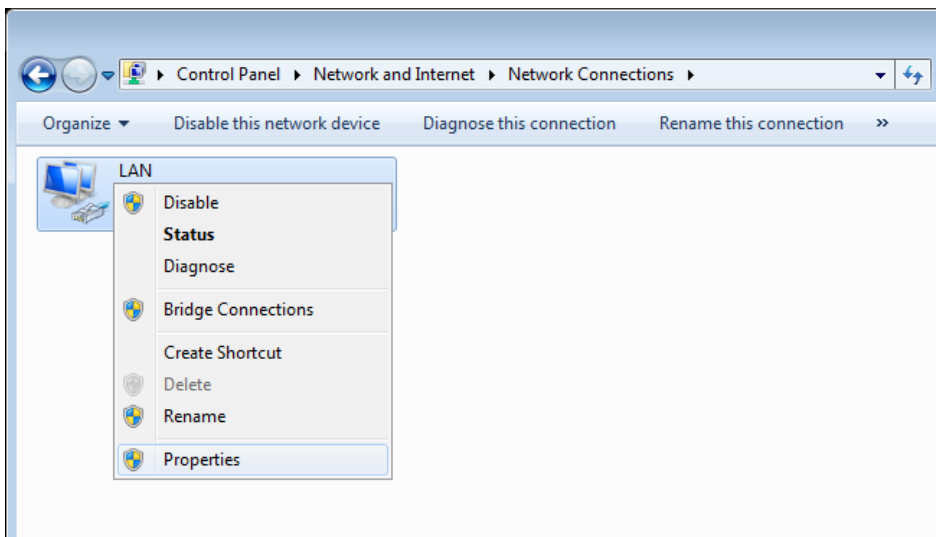 Control Panel Network and Internet Network Connections
Organize Disable this network device Diagnose this connection Rename this connection »
LAN
Disable
Status
Diagnose
Bridge Connections
Create Shortcut
Delete
Rename
Properties